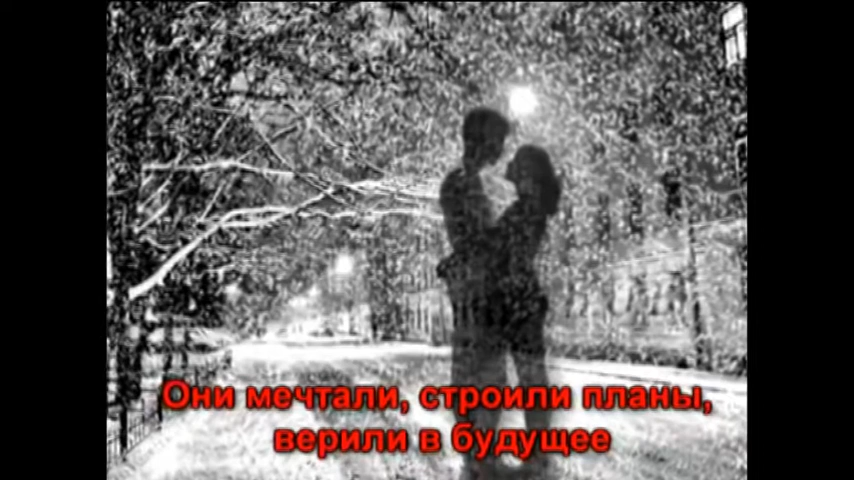 Они мечтали, строили планы,
верили в будущее